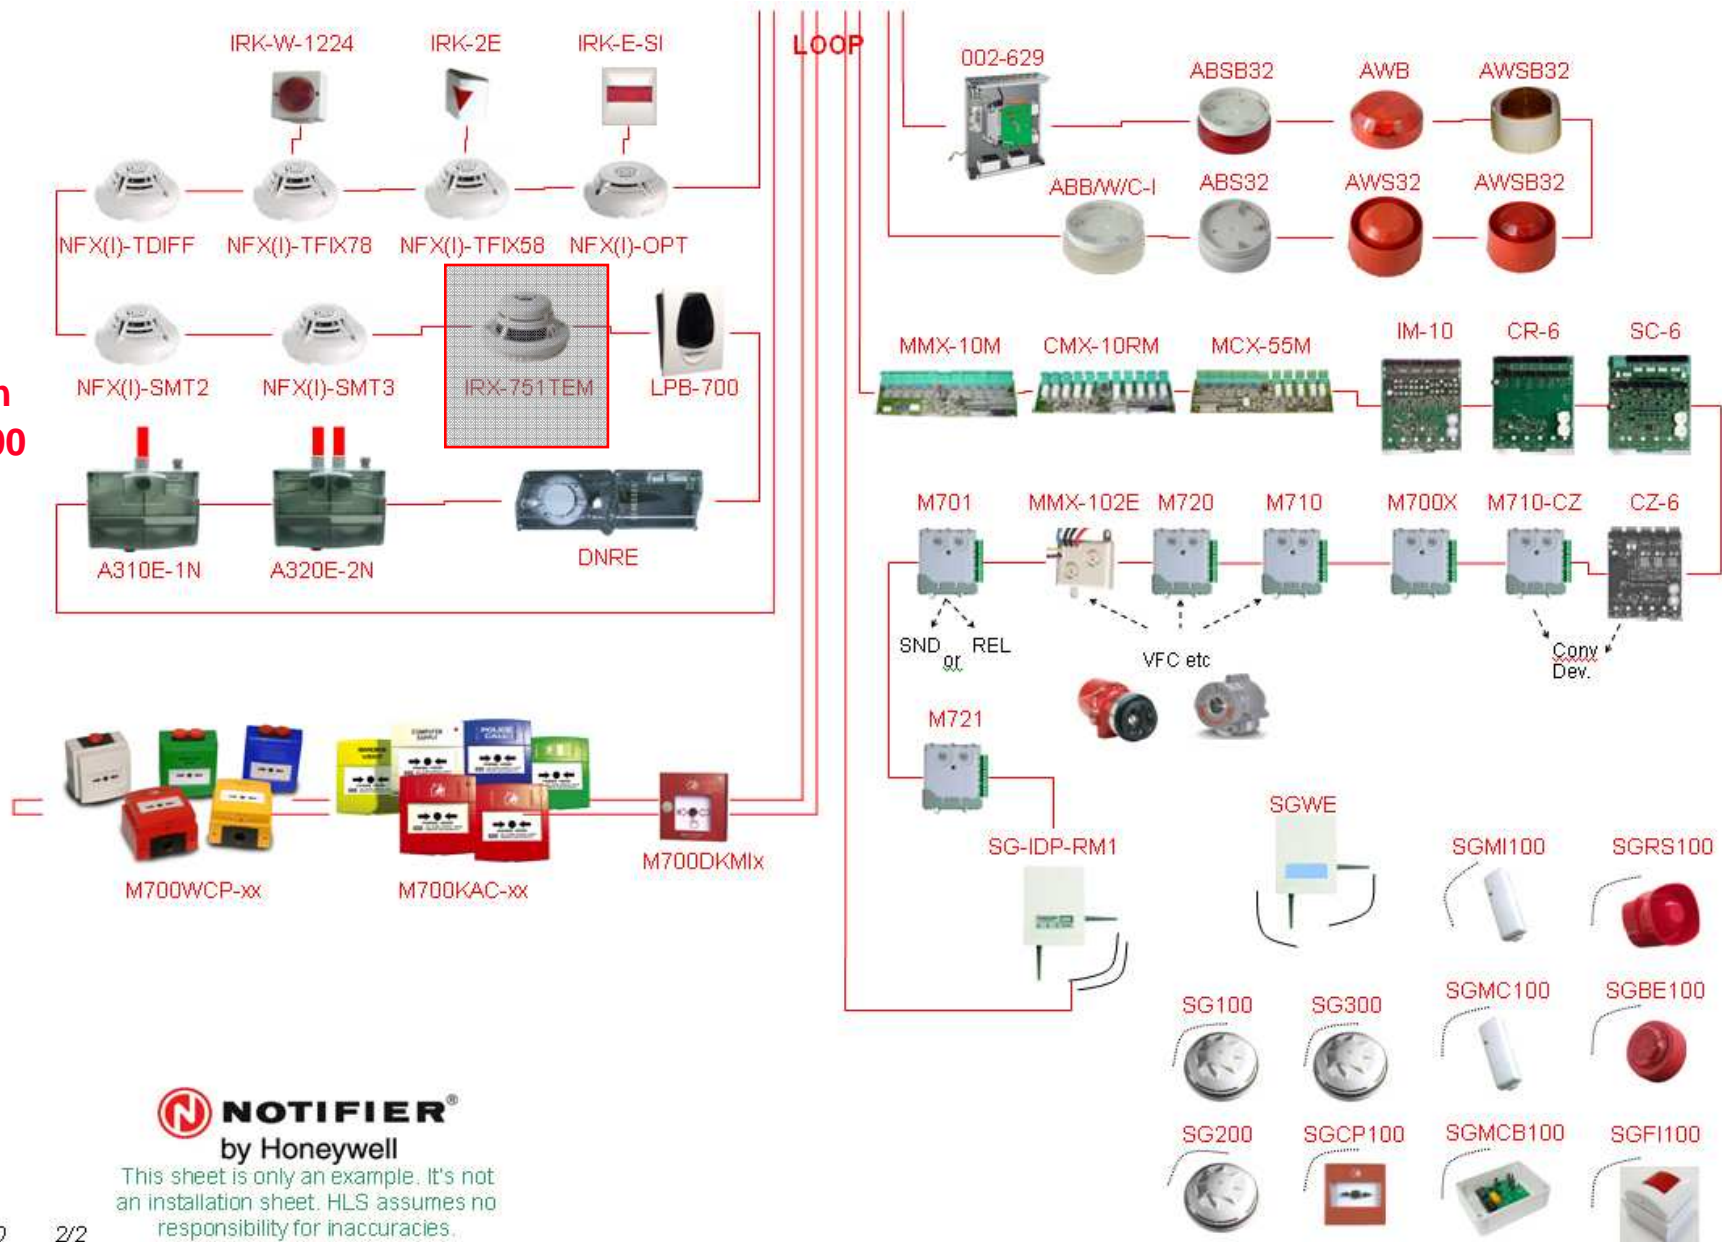 IRK-W-1224
IRK-2E
IRK-E-SI
LOOP
002-629
ABSB32
AWB
AWSB32
ABB/W/C-I
ABS32
AWS32
AWSB32
NFX(I)-TDIFF
NFX(I)-TFIX78
NFX(I)-TFIX58
NFX(I)-OPT
NFX(I)-SMT2
NFX(I)-SMT3
IRX-751TEM
LPB-700
MMX-10M
CMX-10RM
MCX-55M
IM-10
CR-6
SC-6
n
00
A310E-1N
A320E-2N
DNRE
M701
MMX-102E
M720
M710
M700X
M710-CZ
CZ-6
SND
or
REL
VFC etc
Conv
Dev.
M721
COMPUTER
SUPPLY
POLICE
M700WCP-xx
M700KAC-xx
M700DKMIx
SG-IDP-RM1
SGWE
SGMI100
SGRS100
SG100
SG300
SGMC100
SGBE100
SG200
SGCP100
SGMCB100
SGFI100
N NOTIFIER®
by Honeywell
This sheet is only an example. It's not
an installation sheet. HLS assumes no
responsibility for inaccuracies.
2/2